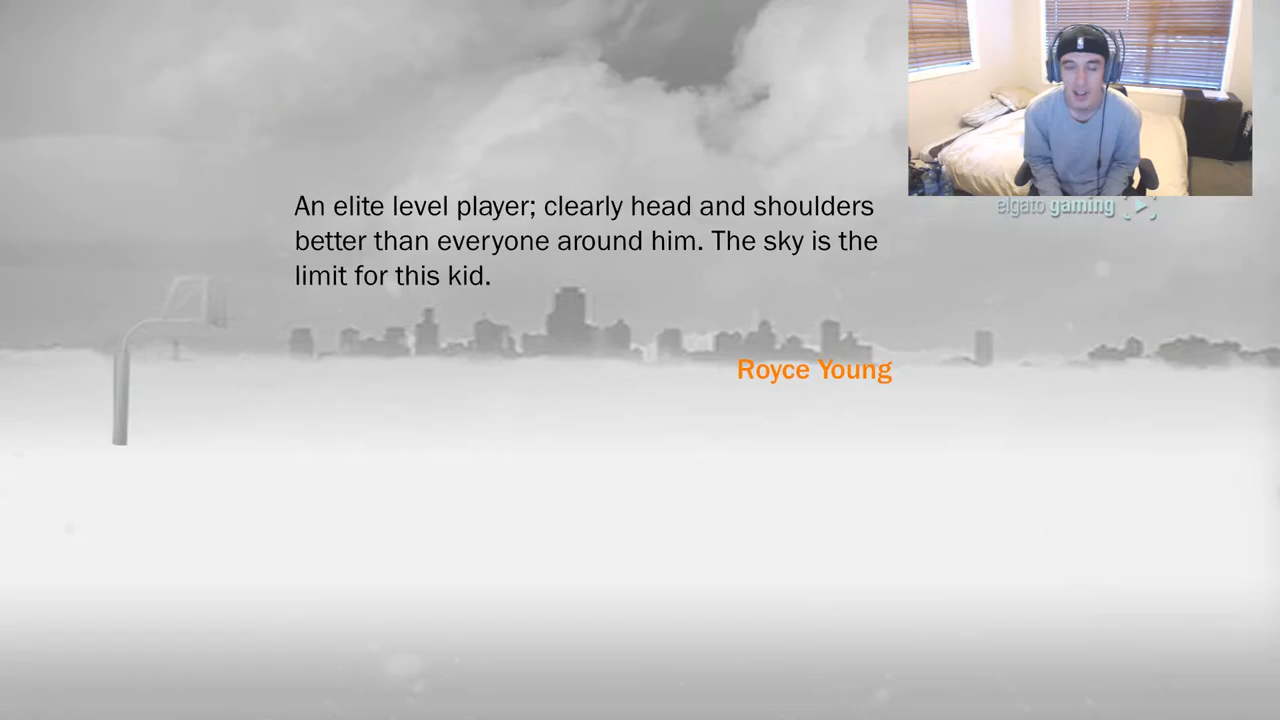 An elite level player; clearly head and shoulders
better than everyone around him. The sky is the
limit for this kid.
Royce Young
elgato gaming